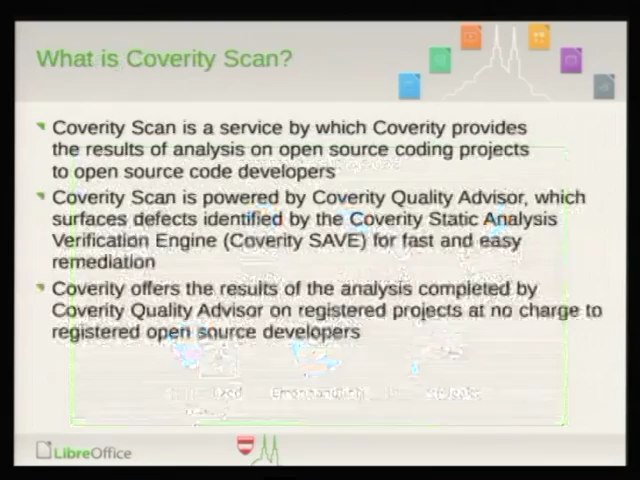 What is Coverity Scan?
Coverity Scan is a service by which Coverity provides
the results of analysis on open source coding projects
to open source code developers
Coverity Scan is powered by Coverity Quality Advisor, which
surfaces defects identified by the Coverity Static Analysis
Verification Engine (Coverity SAVE) for fast and easy
remediation
Coverity offers the results of the analysis completed by
Coverity Quality Advisor on registered projects at no charge to
registered open source developers
LibreOffice